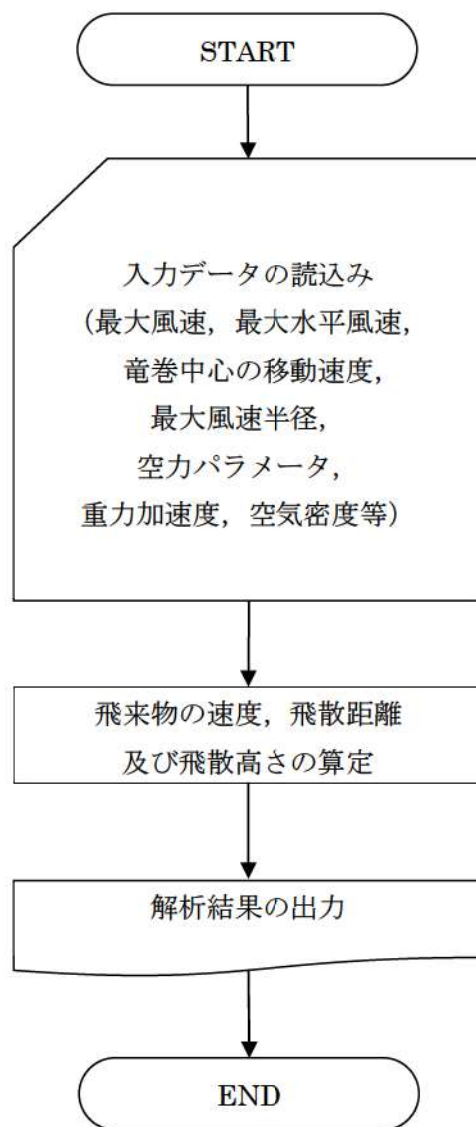 START
入力データの読込み
（最大風速，最大水平風速，
竜巻中心の移動速度，
最大風速半径，
空力パラメータ，
重力加速度，空気密度等）
飛来物の速度，飛散距離
及び飛散高さの算定
解析結果の出力
END